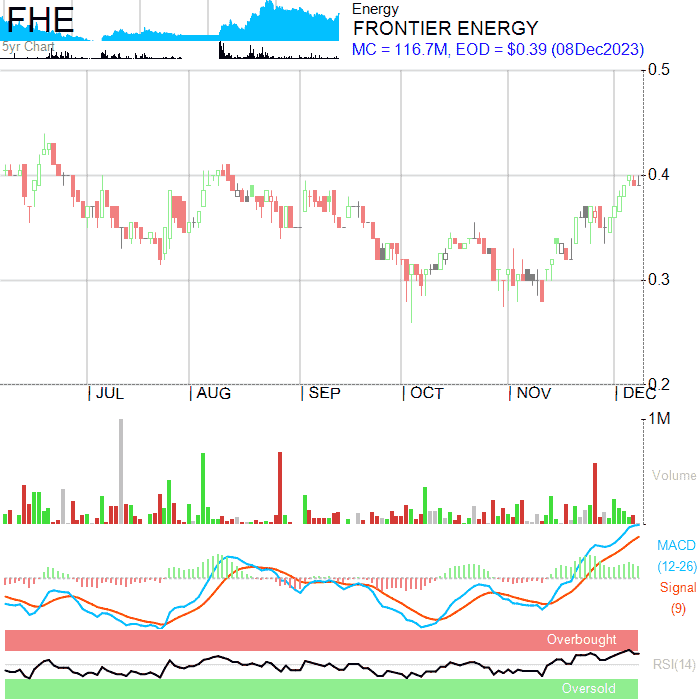 FHE
5yr Chart
Energy
FRONTIER ENERGY
MC = 116.7M, EOD = $0.39 (08Dec2023)
0.5
0.4
0.3
0.2
JUL AUG SEP OCT NOV DEC
1M
Volume
MACD
(12-26)
Signal
(9)
Overbought
RSI(14)
Oversold